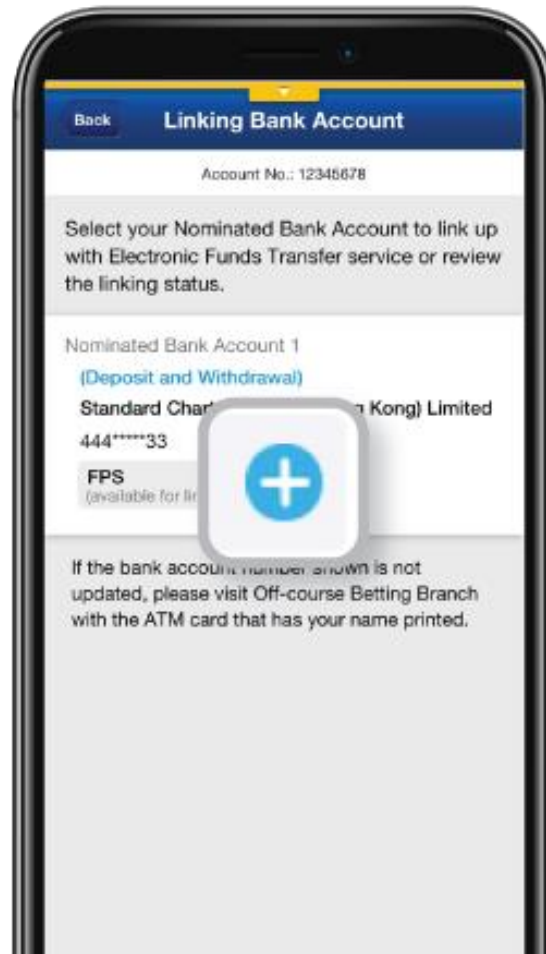 Back
Linking Bank Account
Account No.: 12345678
Select your Nominated Bank Account to link up
with Electronic Funds Transfer service or review
the linking status.
Nominated Bank Account 1
(Deposit and Withdrawal)
Standard Kong) Limited
444*****33
FPS
(available for
If the bank account number shown is not
updated, please visit Off-course Betting Branch
with the ATM card that has your name printed.